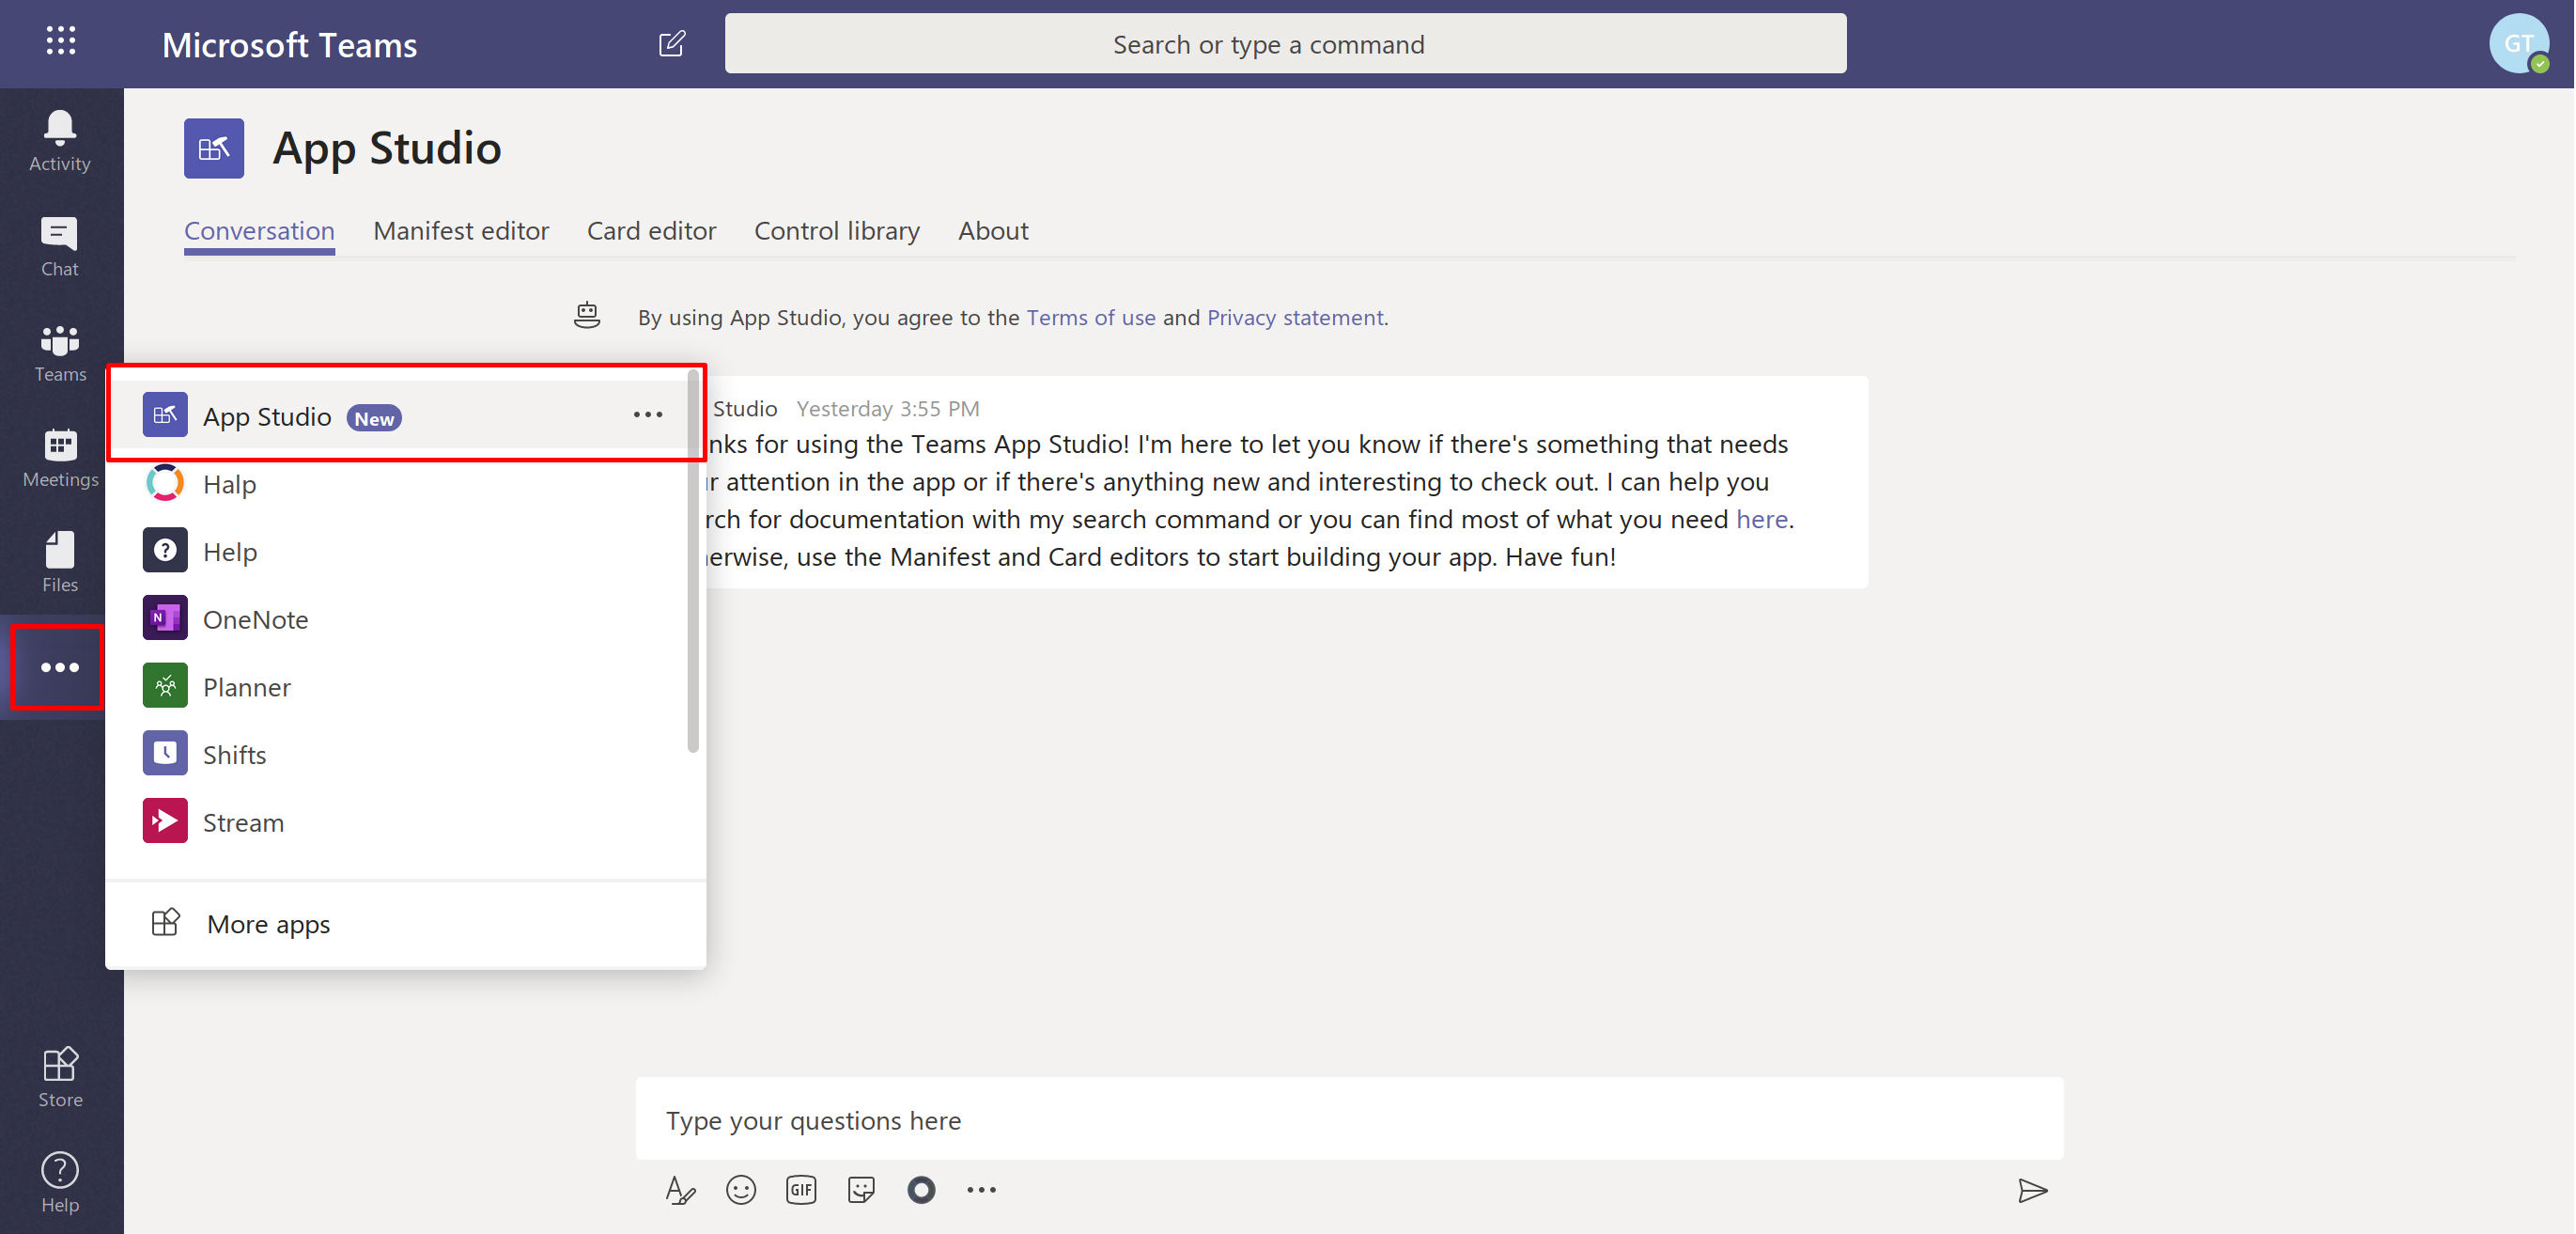 Microsoft Teams
Search or type a command
GT
Activity
Chat
Teams
Meetings
Files
Store
Help
App Studio
Conversation Manifest editor Card editor Control library About
By using App Studio, you agree to the Terms of use and Privacy statement.
Studio Yesterday 3:55 PM
nks for using the Teams App Studio! I'm here to let you know if there's something that needs
r attention in the app or if there's anything new and interesting to check out. I can help you
rch for documentation with my search command or you can find most of what you need here.
erwise, use the Manifest and Card editors to start building your app. Have fun!
App Studio New
Halp
Help
OneNote
Planner
Shifts
Stream
More apps
Type your questions here
GIF